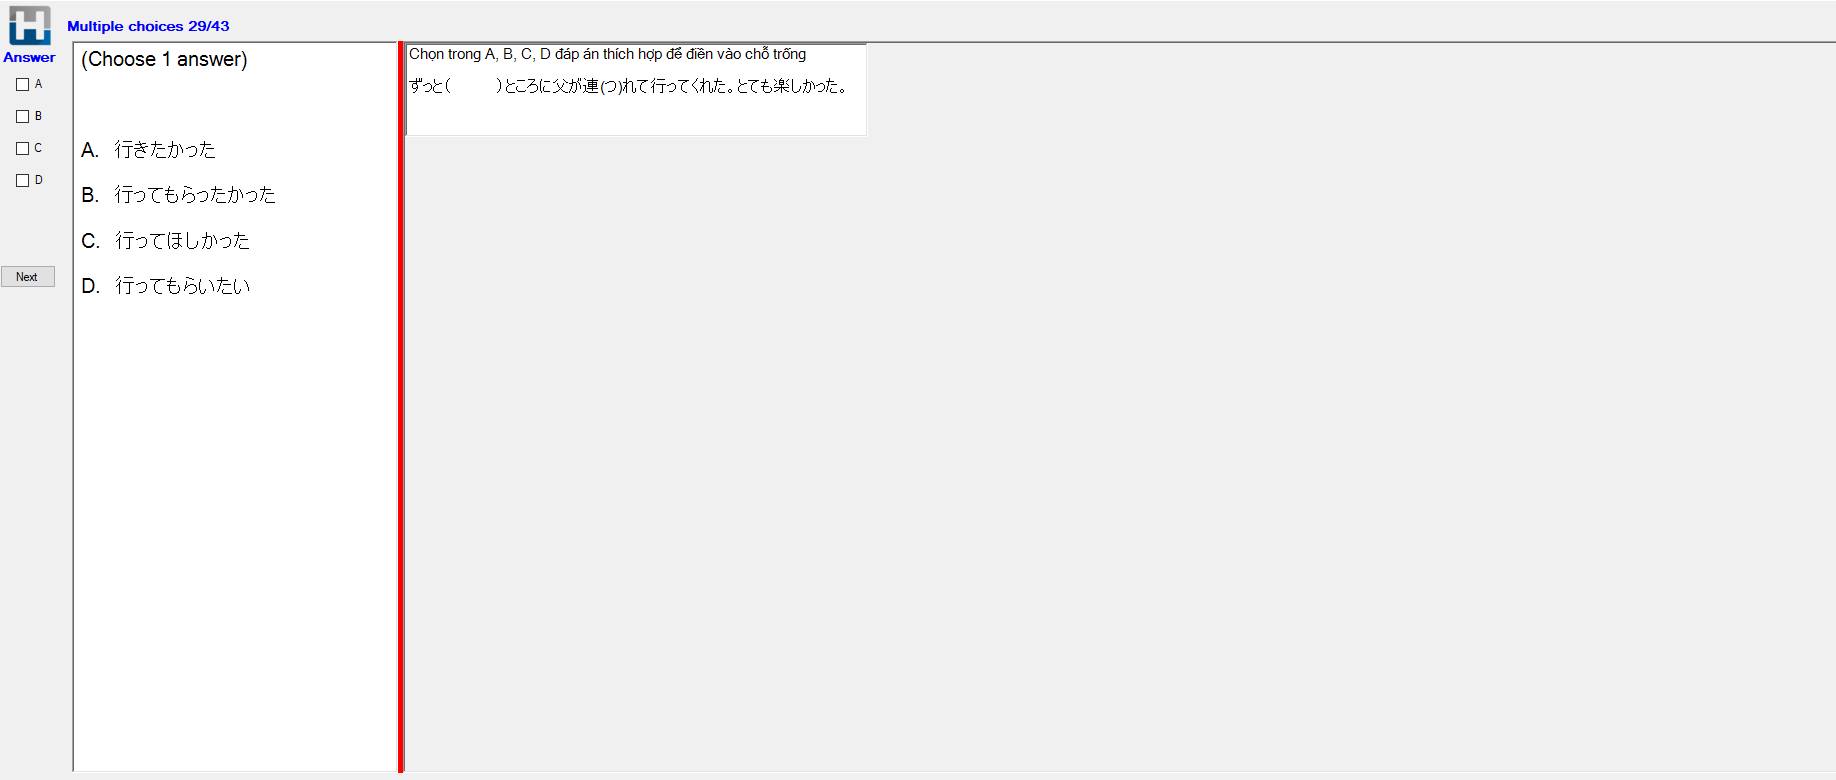 Multiple choices 29/43
Answer
A
B
C
D
Next
(Choose 1 answer)
A. 行きたかった
B. 行ってもらったかった
C. 行ってほしかった
D. 行ってもらいたい
Chọn trong A, B, C, D đáp án thích hợp để điền vào chỗ trống
ずっと( )ところに父が連(つ)れて行ってくれた。とても楽しかった。